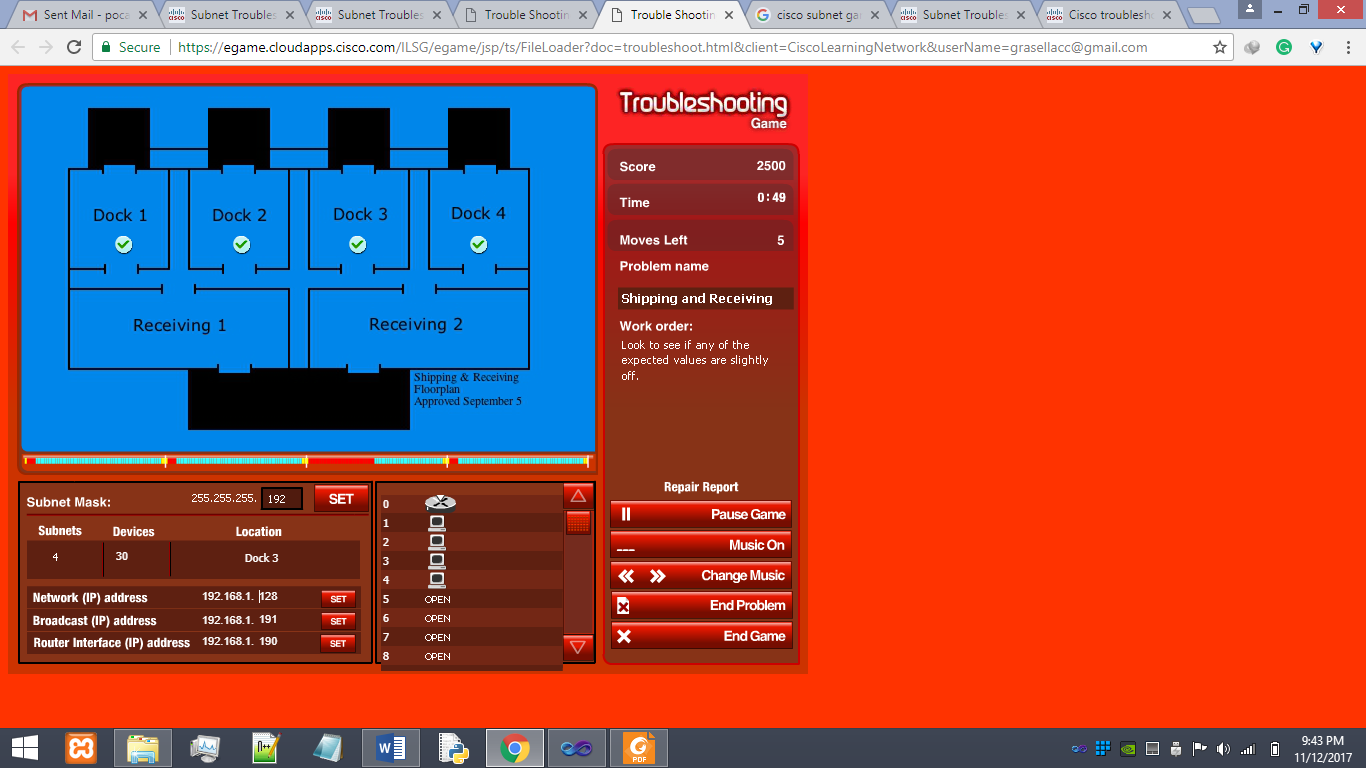 Sent Mail - poca
Subnet Troubles
Subnet Troubles
Trouble Shootin
Trouble Shootin
cisco subnet ga
Subnet Troubles
Cisco troublesho
Secure
https://egame.cloudapps.cisco.com/ILSG/egame/jsp/ts/FileLoader?doc=troubleshoot.html&client=CiscoLearningNetwork&userName=grasellacc@gmail.com
Dock 1
Dock 2
Dock 3
Dock 4
Receiving 1
Receiving 2
Shipping & Receiving
Floorplan
Approved September 5
Troubleshooting
Game
Score 2500
Time 0:49
Moves Left 5
Problem name
Shipping and Receiving
Work order:
Look to see if any of the
expected values are slightly
off.
Repair Report
Pause Game
Music On
Change Music
End Problem
End Game
Subnet Mask: 255.255.255. 192 SET
Subnets Devices Location
4 30 Dock 3
Network (IP) address 192.168.1. 128 SET
Broadcast (IP) address 192.168.1. 191 SET
Router Interface (IP) address 192.168.1. 190 SET
0
1
2
3
4
5 OPEN
6 OPEN
7 OPEN
8 OPEN
9:43 PM
11/12/2017